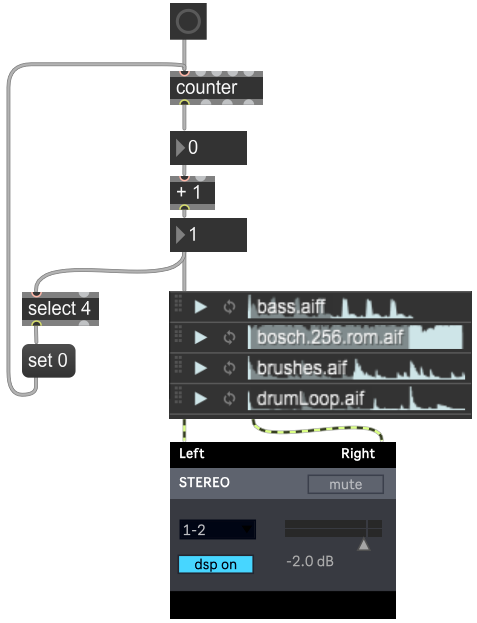 counter
0
+ 1
1
select 4
set 0
bass.aiff
bosch.256.rom.aif
brushes.aif
drumLoop.aif
Left Right
STEREO mute
1-2
-2.0 dB
dsp on